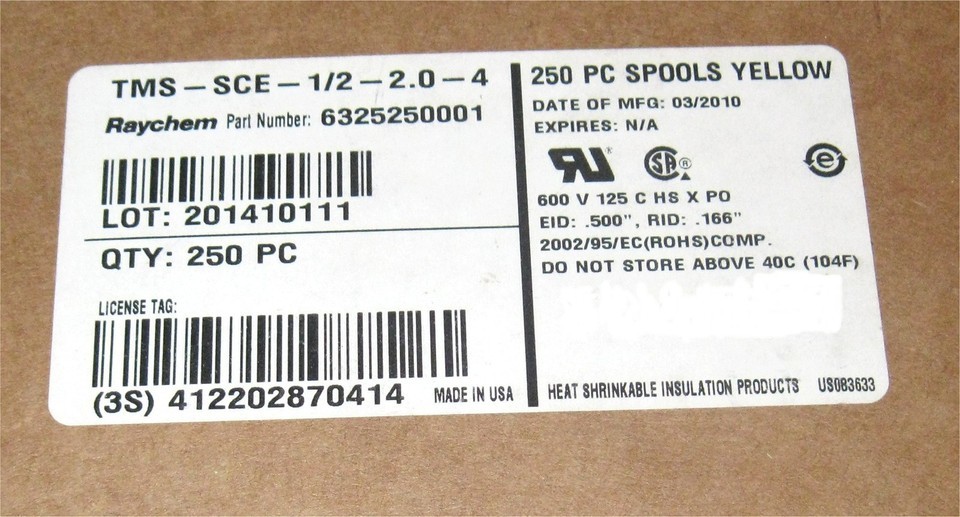 TMS-SCE-1/2-2.0-4
Raychem Part Number: 6325250001
LOT: 201410111
QTY: 250 PC
LICENSE TAG:
(3S) 412202870414 MADE IN USA
250 PC SPOOLS YELLOW
DATE OF MFG: 03/2010
EXPIRES: N/A
RU SA ® e
600 V 125 C HS X PO
EID: .500", RID: .166"
2002/95/EC(ROHS)COMP.
DO NOT STORE ABOVE 40C (104F)
HEAT SHRINKABLE INSULATION PRODUCTS US083633